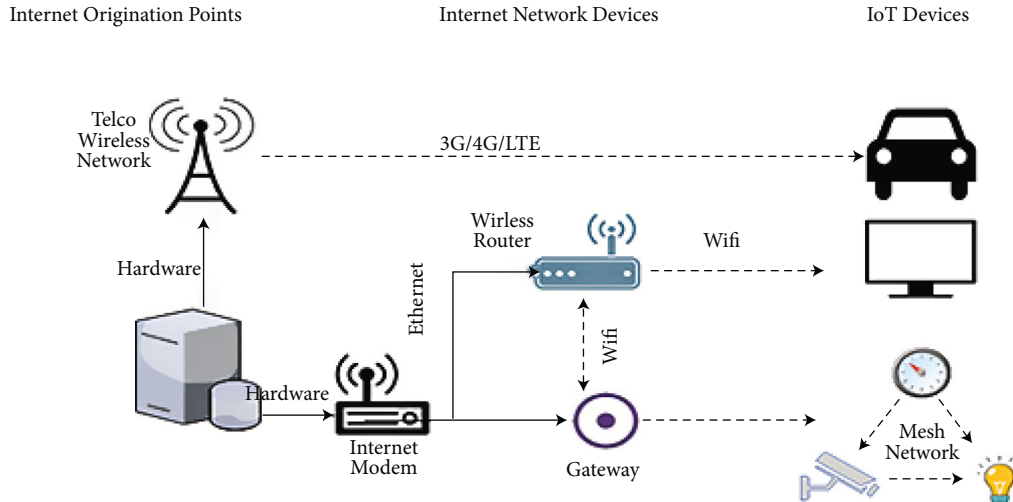 Internet Origination Points
Internet Network Devices
IoT Devices
Telco
Wireless
Network
3G/4G/LTE
Hardware
Wirless
Router
Wifi
Ethernet
Wifi
Hardware
Internet
Modem
Gateway
Mesh
Network